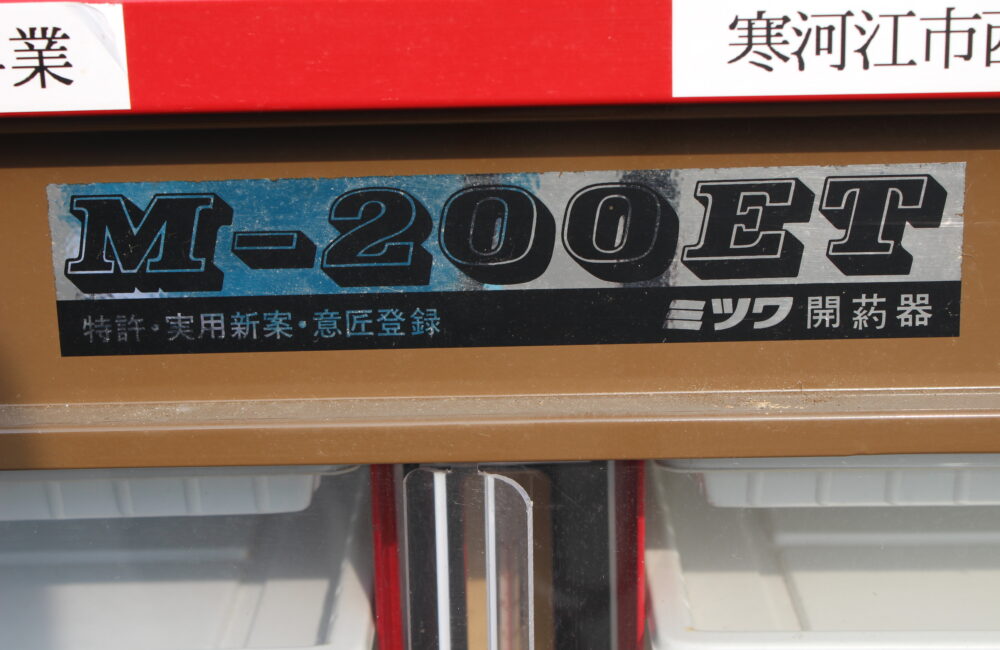 業
寒河江市西
M-200ET
特許・実用新案・意匠登録
ミツワ 開葯器